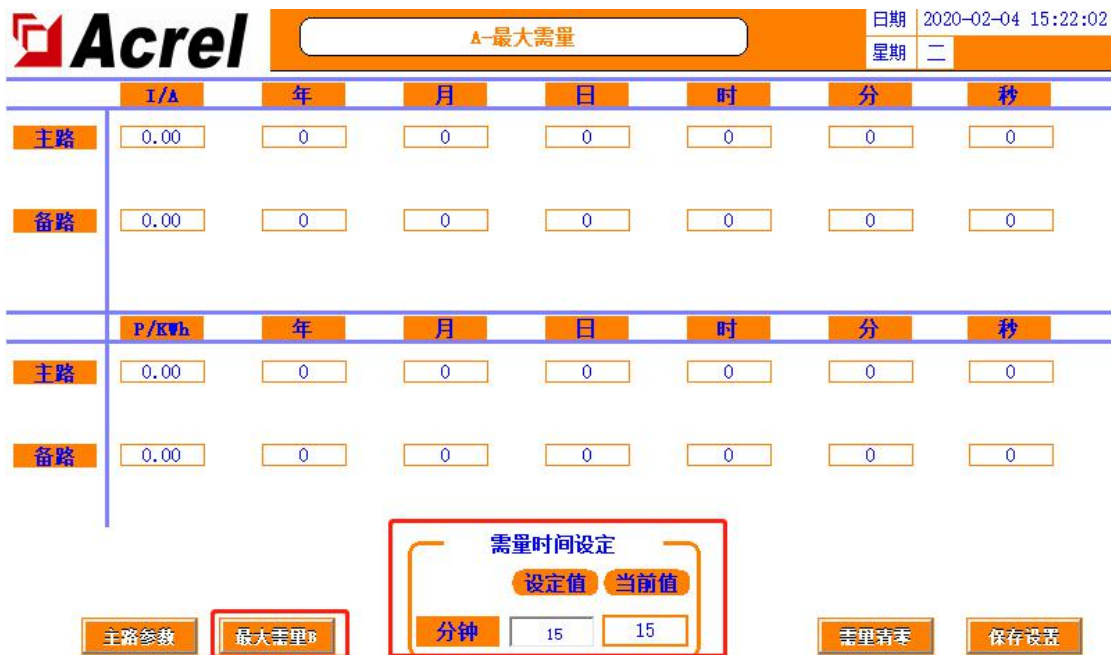 Acrel
A-最大需量
日期 2020-02-04 15:22:02
星期 二
I/A 年 月 日 时 分 秒
主路 0.00 0 0 0 0 0 0
备路 0.00 0 0 0 0 0 0
P/KWh 年 月 日 时 分 秒
主路 0.00 0 0 0 0 0 0
备路 0.00 0 0 0 0 0 0
需量时间设定
设定值 当前值
分钟 15 15
主路参数 最大需量B 需量清零 保存设置